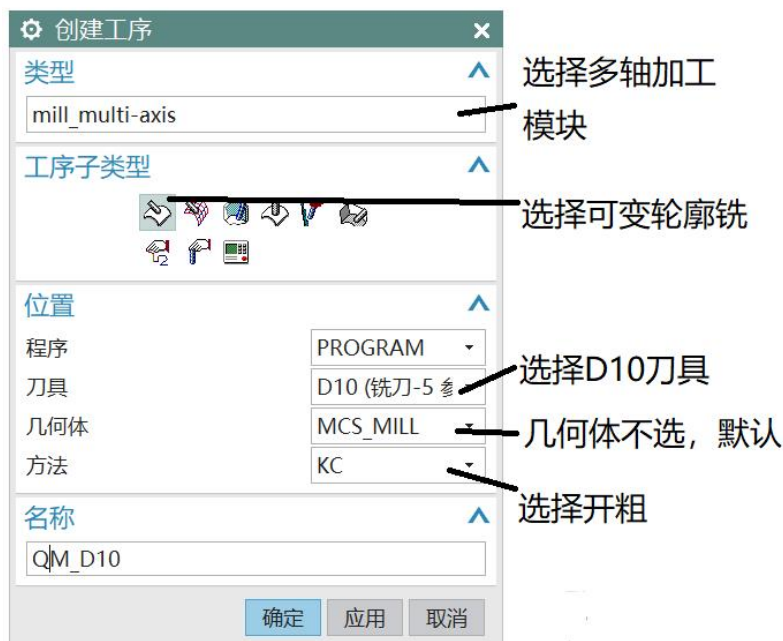 创建工序
类型
选择多轴加工
mill_multi-axis
模块
工序子类型
选择可变轮廓铣
2
位置
程序
PROGRAM
选择D10刀具
刀具
D10 (铣刀-5 参
几何体
MCS_MILL
几何体不选，默认
方法
KC
选择开粗
名称
QM_D10
确定
应用
取消